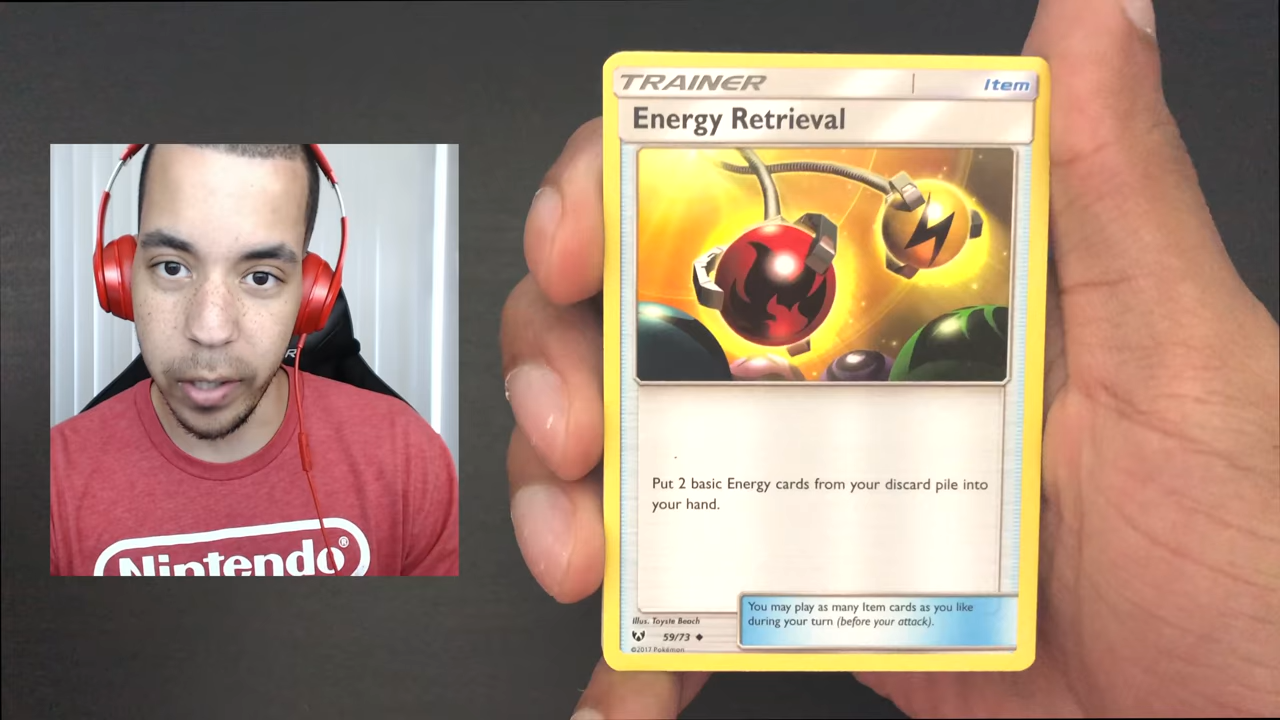 TRAINER
Item
Energy Retrieval
Put 2 basic Energy cards from your discard pile into
your hand.
You may play as many Item cards as you like
during your turn (before your attack).
Illus. Toyste Beach
59/73
©2017 Pokémon
R
Nintendo®